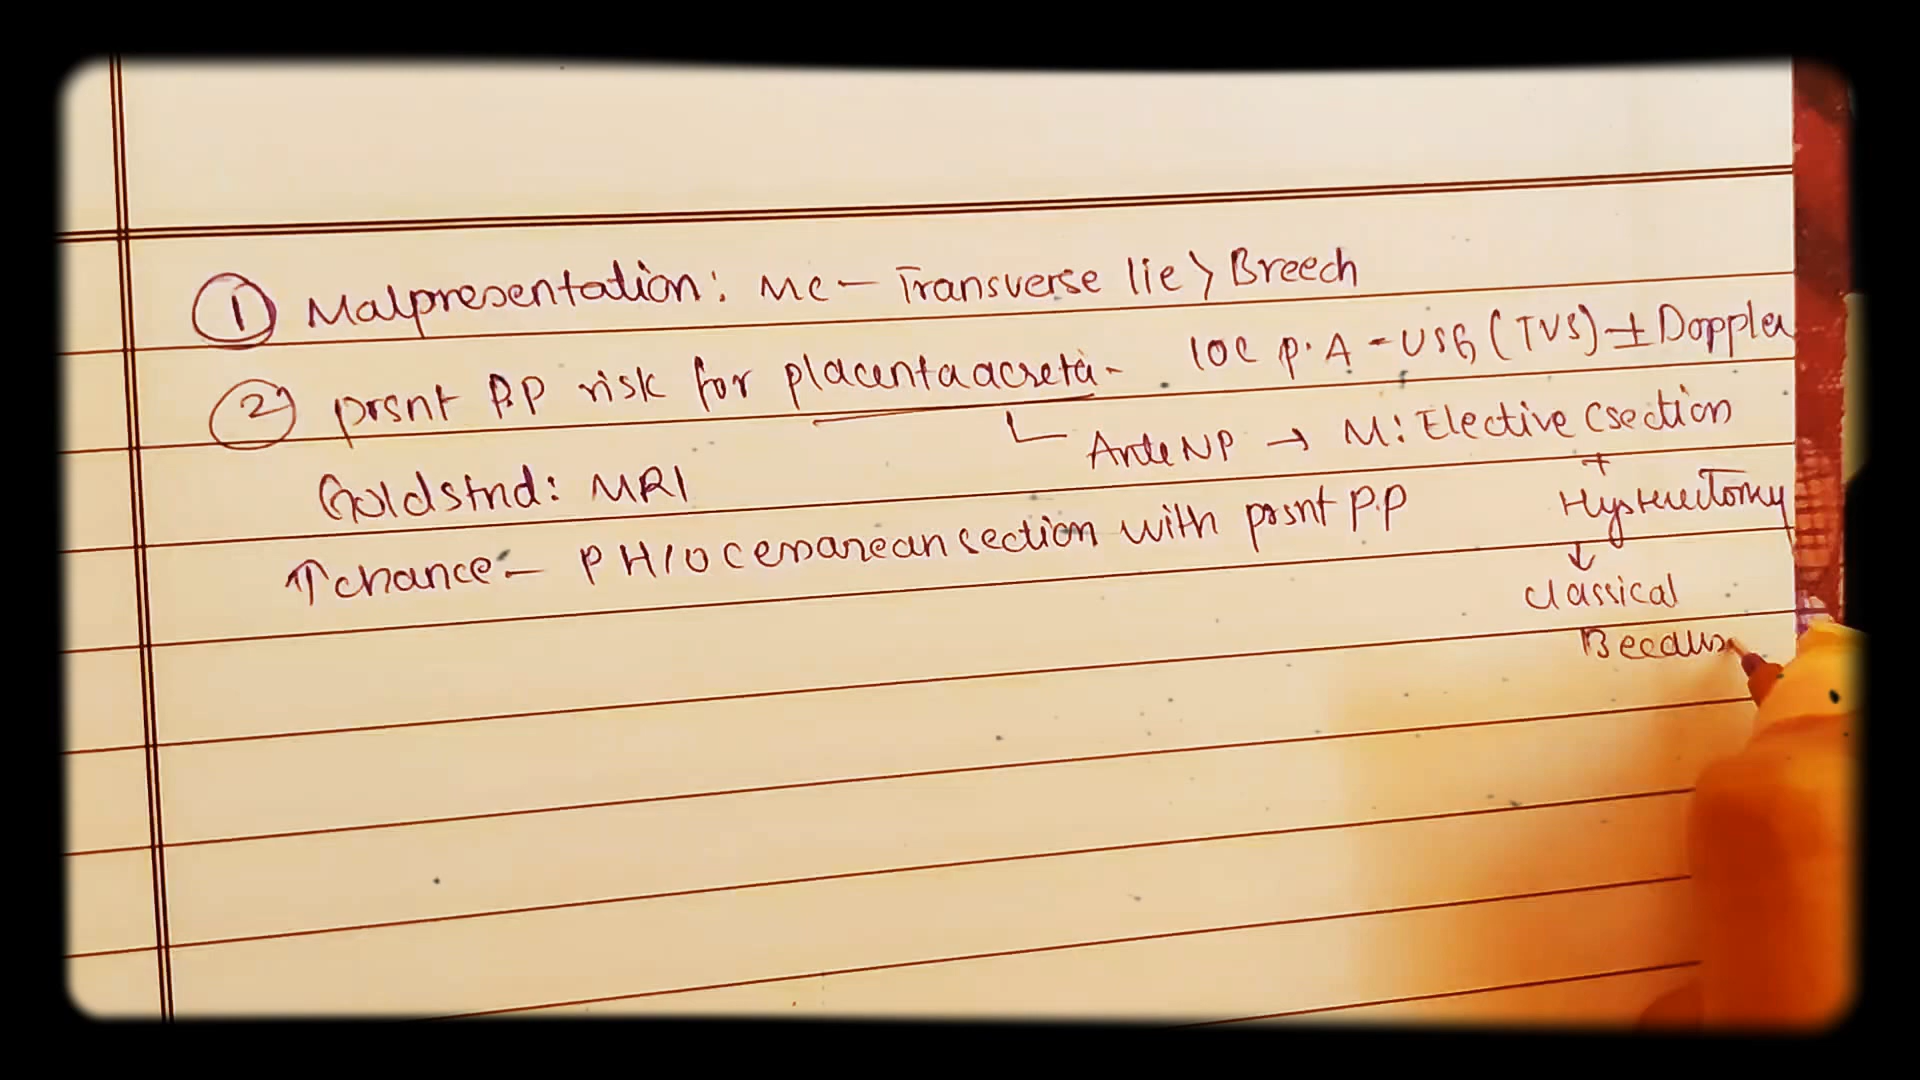 ① Malpresentation: MC – Transverse lie > Breech
② prsnt P.P risk for placenta acreta - IOC P.A - USG (TVS) ± Doppler
Ante NP → M: Elective Csection
+
Goldstnd: MRI
Hysterectomy
↑chance – PH/O cesarean section with prsnt P.P
↓
classical
Becaus